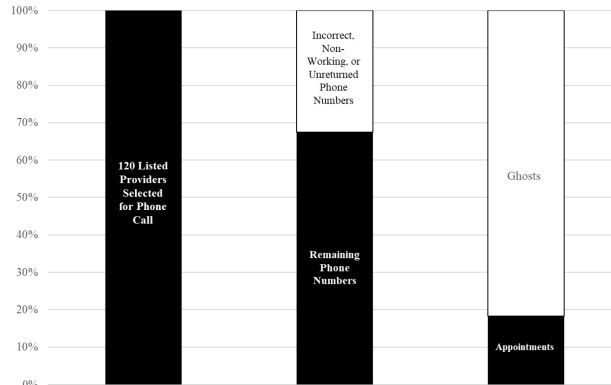 100%
90%
80%
70%
60%
50%
40%
30%
20%
10%
0%
120 Listed
Providers
Selected
for Phone
Call
Incorrect,
Non-
Working, or
Unreturned
Phone
Numbers
Remaining
Phone
Numbers
Ghosts
Appointments